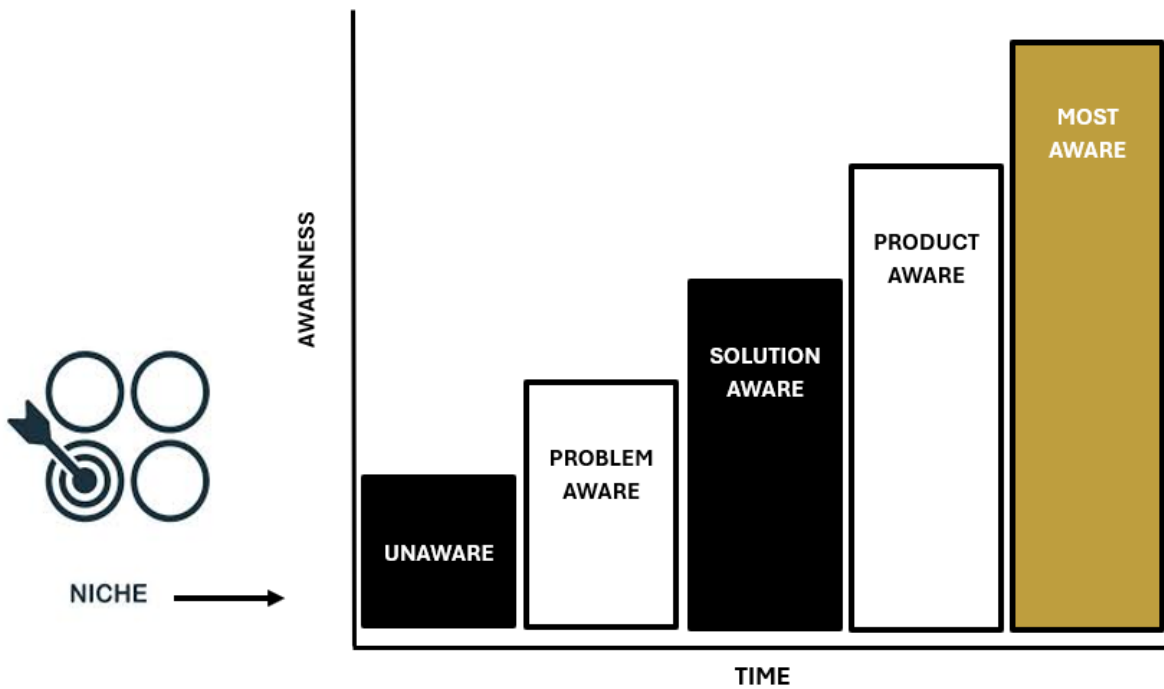 AWARENESS
NICHE
UNAWARE
PROBLEM
AWARE
SOLUTION
AWARE
PRODUCT
AWARE
MOST
AWARE
TIME